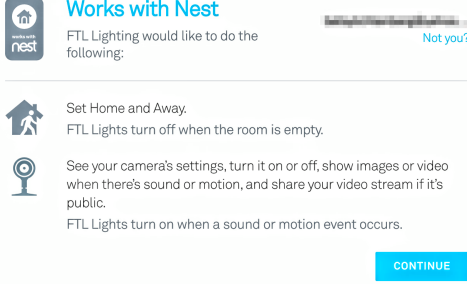 Works with Nest
FTL Lighting would like to do the
following:
Not you?
works with
nest
Set Home and Away.
FTL Lights turn off when the room is empty.
See your camera's settings, turn it on or off, show images or video
when there's sound or motion, and share your video stream if it's
public.
FTL Lights turn on when a sound or motion event occurs.
CONTINUE